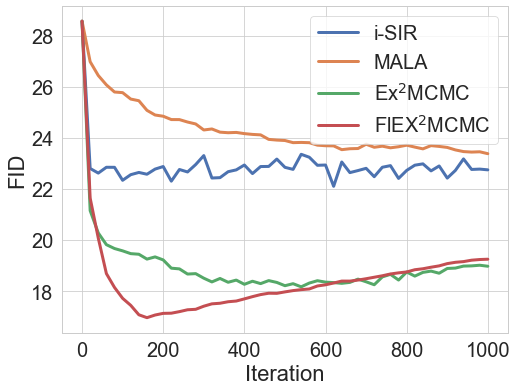 i-SIR
MALA
Ex²MCMC
FlEX²MCMC
FID
28
26
24
22
20
18
0 200 400 600 800 1000
Iteration